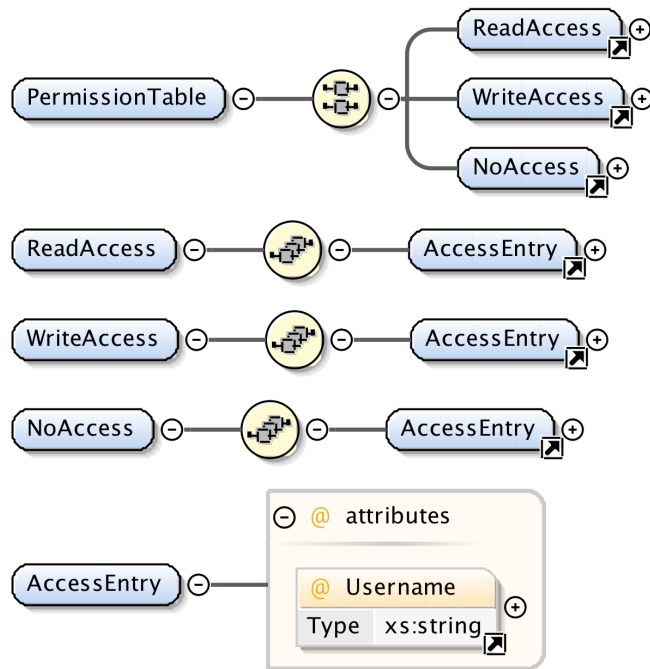 ReadAccess
PermissionTable
WriteAccess
NoAccess
ReadAccess AccessEntry
WriteAccess AccessEntry
NoAccess AccessEntry
@ attributes
AccessEntry
@ Username
Type xs:string